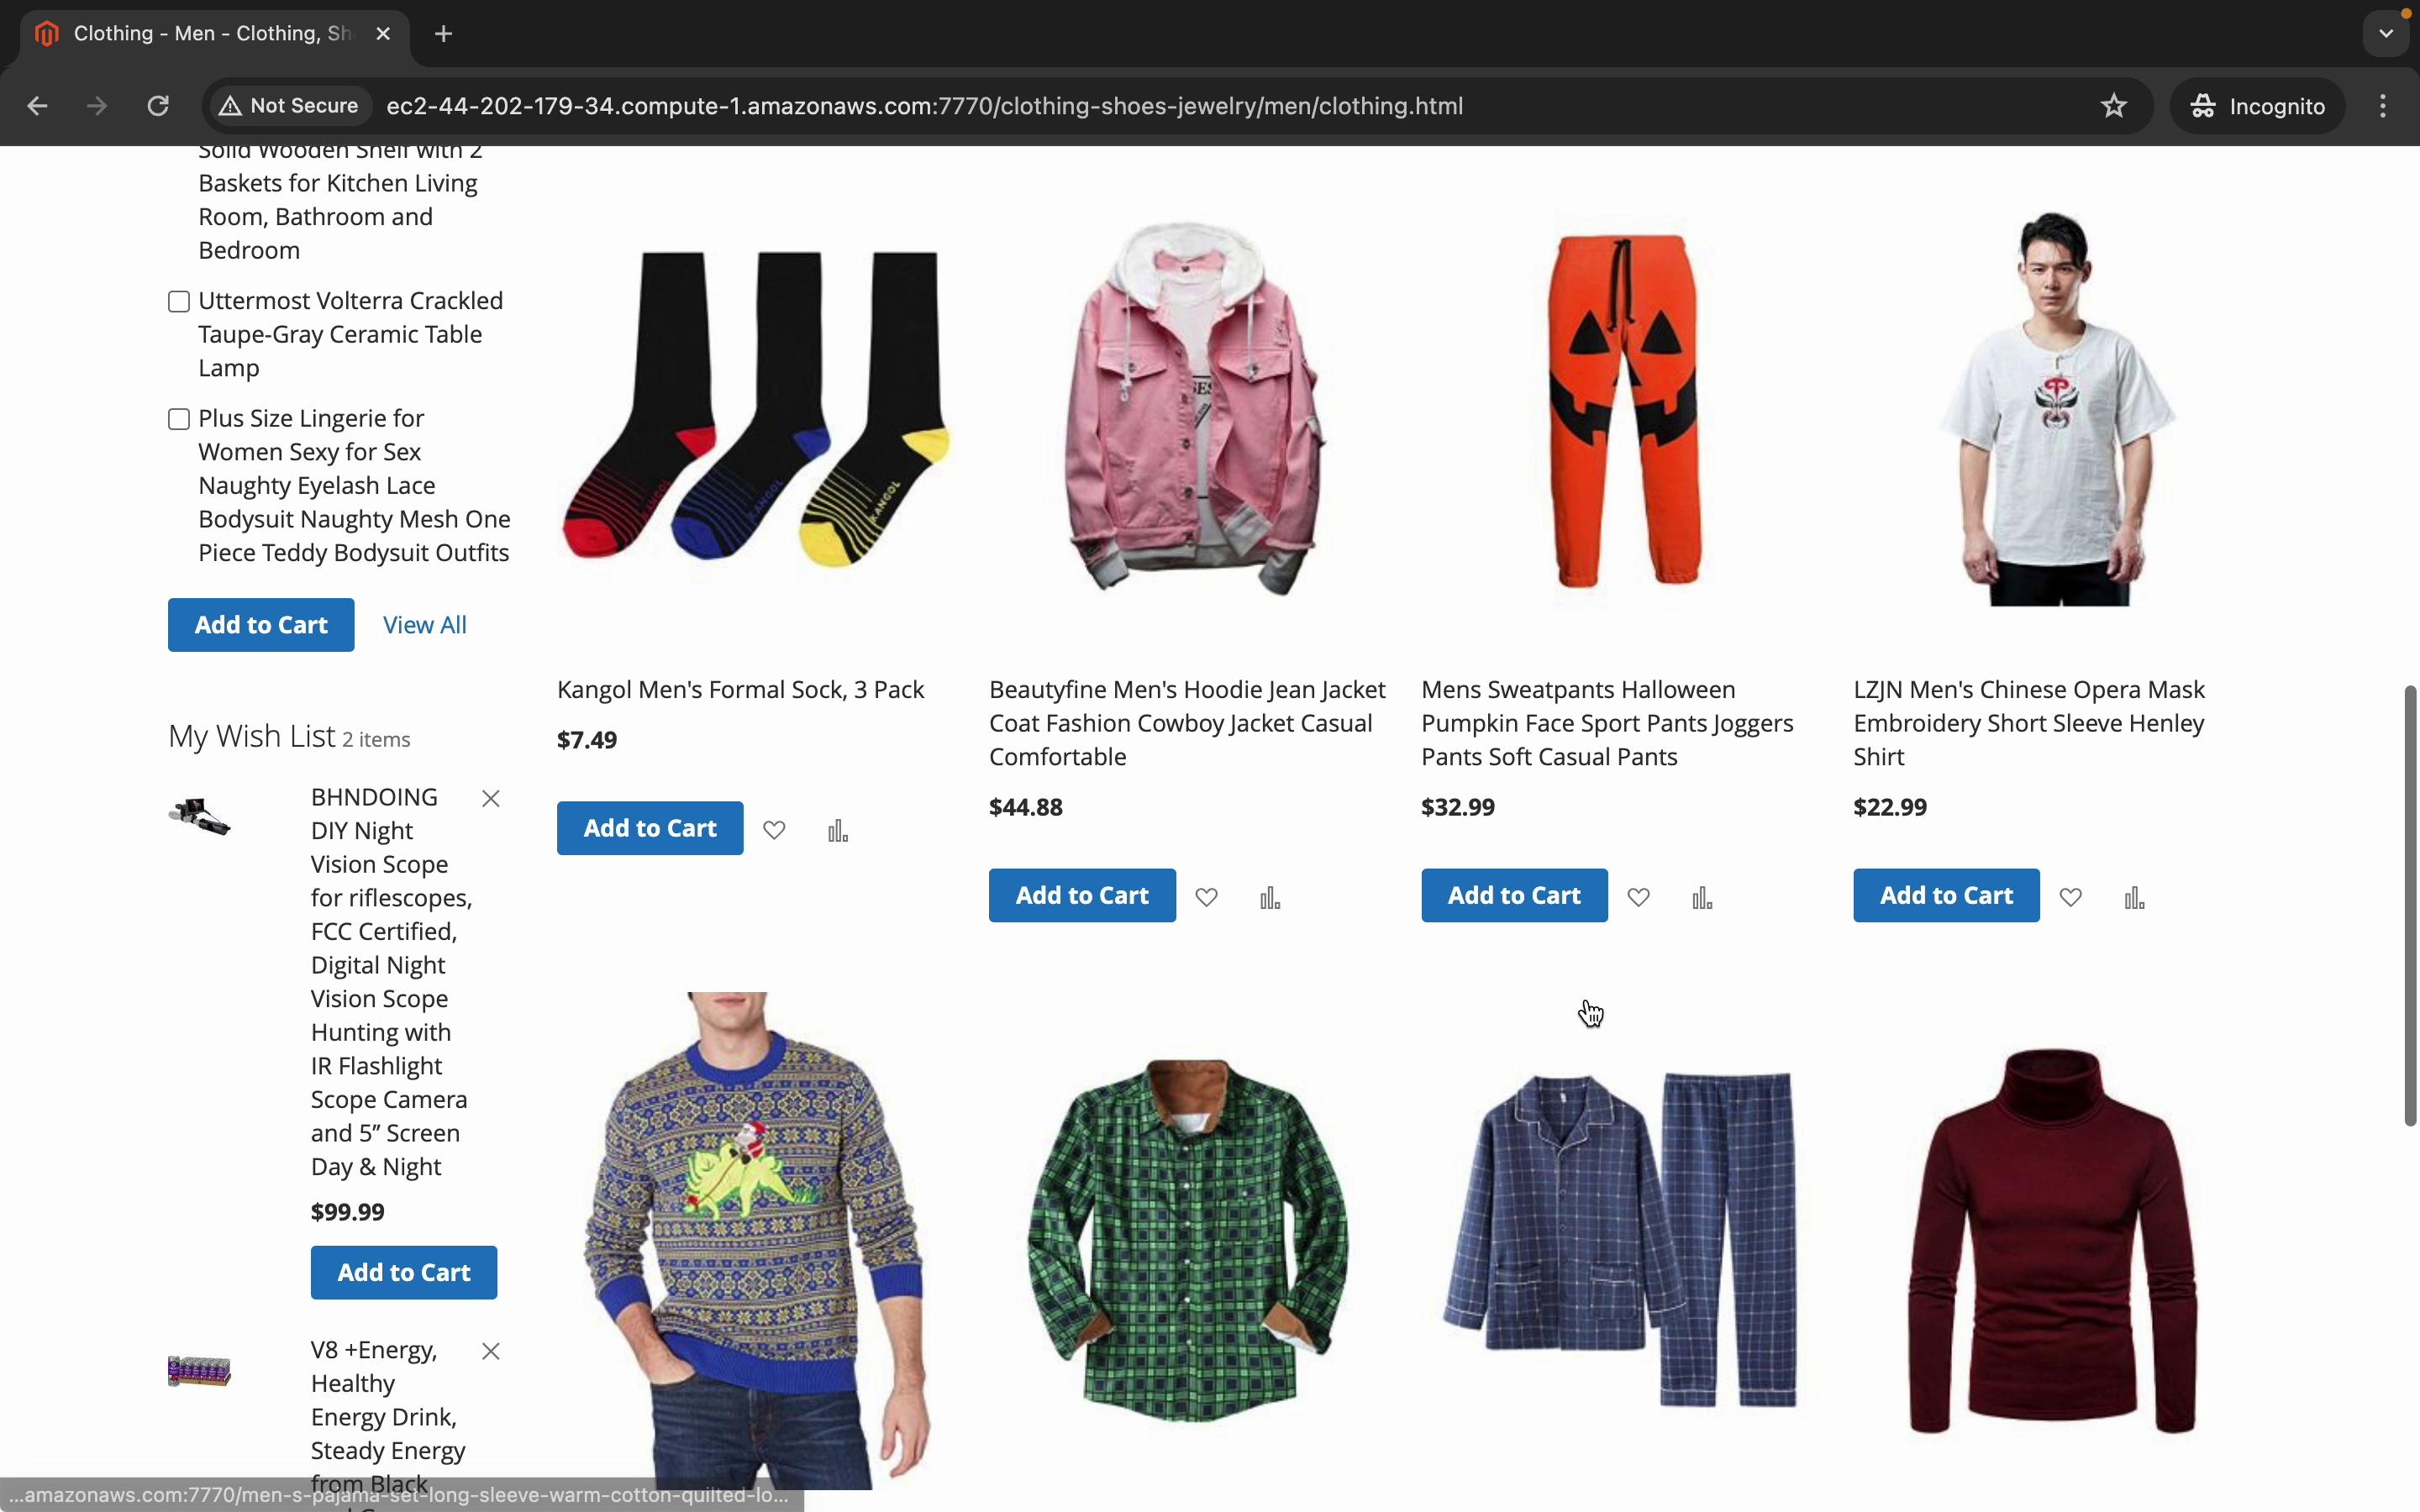 Clothing - Men - Clothing, Sh
Not Secure
ec2-44-202-179-34.compute-1.amazonaws.com:7770/clothing-shoes-jewelry/men/clothing.html
Incognito
Solid Wooden Shelf with 2
Baskets for Kitchen Living
Room, Bathroom and
Bedroom
Uttermost Volterra Crackled
Taupe-Gray Ceramic Table
Lamp
Plus Size Lingerie for
Women Sexy for Sex
Naughty Eyelash Lace
Bodysuit Naughty Mesh One
Piece Teddy Bodysuit Outfits
Add to Cart
View All
My Wish List 2 items
BHNDOING
DIY Night
Vision Scope
for riflescopes,
FCC Certified,
Digital Night
Vision Scope
Hunting with
IR Flashlight
Scope Camera
and 5” Screen
Day & Night
$99.99
Add to Cart
V8 +Energy,
Healthy
Energy Drink,
Steady Energy
from Black
KANGOL
KANGOL
KANGOL
Kangol Men's Formal Sock, 3 Pack
$7.49
Add to Cart
Beautyfine Men's Hoodie Jean Jacket
Coat Fashion Cowboy Jacket Casual
Comfortable
$44.88
Add to Cart
Mens Sweatpants Halloween
Pumpkin Face Sport Pants Joggers
Pants Soft Casual Pants
$32.99
Add to Cart
LZJN Men's Chinese Opera Mask
Embroidery Short Sleeve Henley
Shirt
$22.99
Add to Cart
...amazonaws.com:7770/men-s-pajama-set-long-sleeve-warm-cotton-quilted-lo...